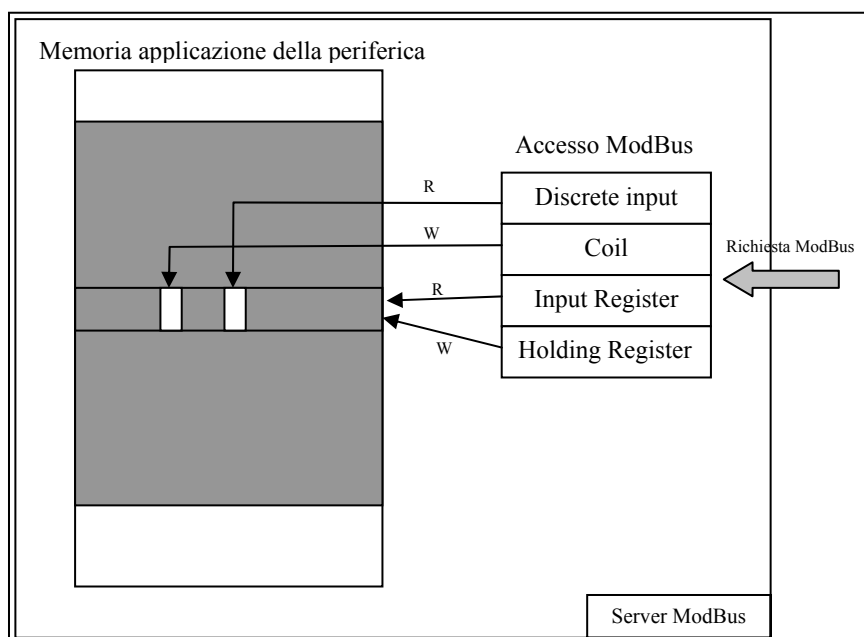 Memoria applicazione della periferica
Accesso ModBus
R
Discrete input
W
Coil
Richiesta ModBus
R
Input Register
W
Holding Register
Server ModBus